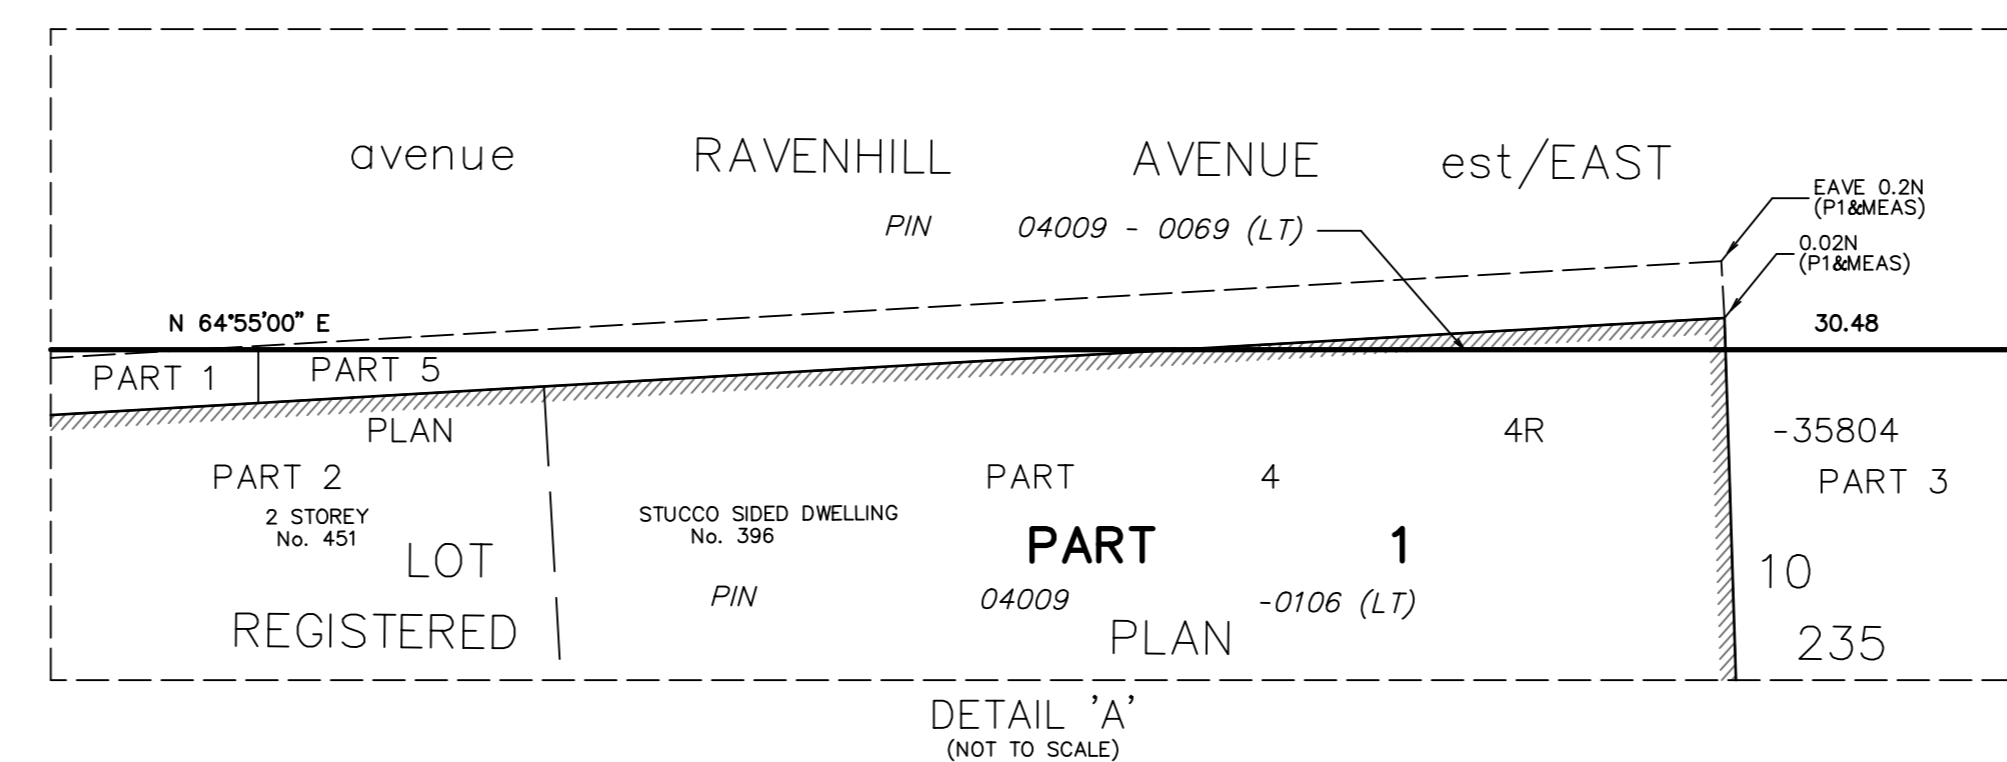 avenue RAVENHILL AVENUE est/EAST
EAVE 0.2N
(P1&MEAS)
PIN 04009 - 0069 (LT)
0.02N
(P1&MEAS)
N 64°55'00" E
30.48
PART 1
PART 5
PLAN 4R -35804
PART 2
PART 4
PART 3
2 STOREY
No. 451
STUCCO SIDED DWELLING
No. 396
PART 1
LOT 10
PIN 04009 -0106 (LT)
REGISTERED PLAN 235
DETAIL 'A'
(NOT TO SCALE)